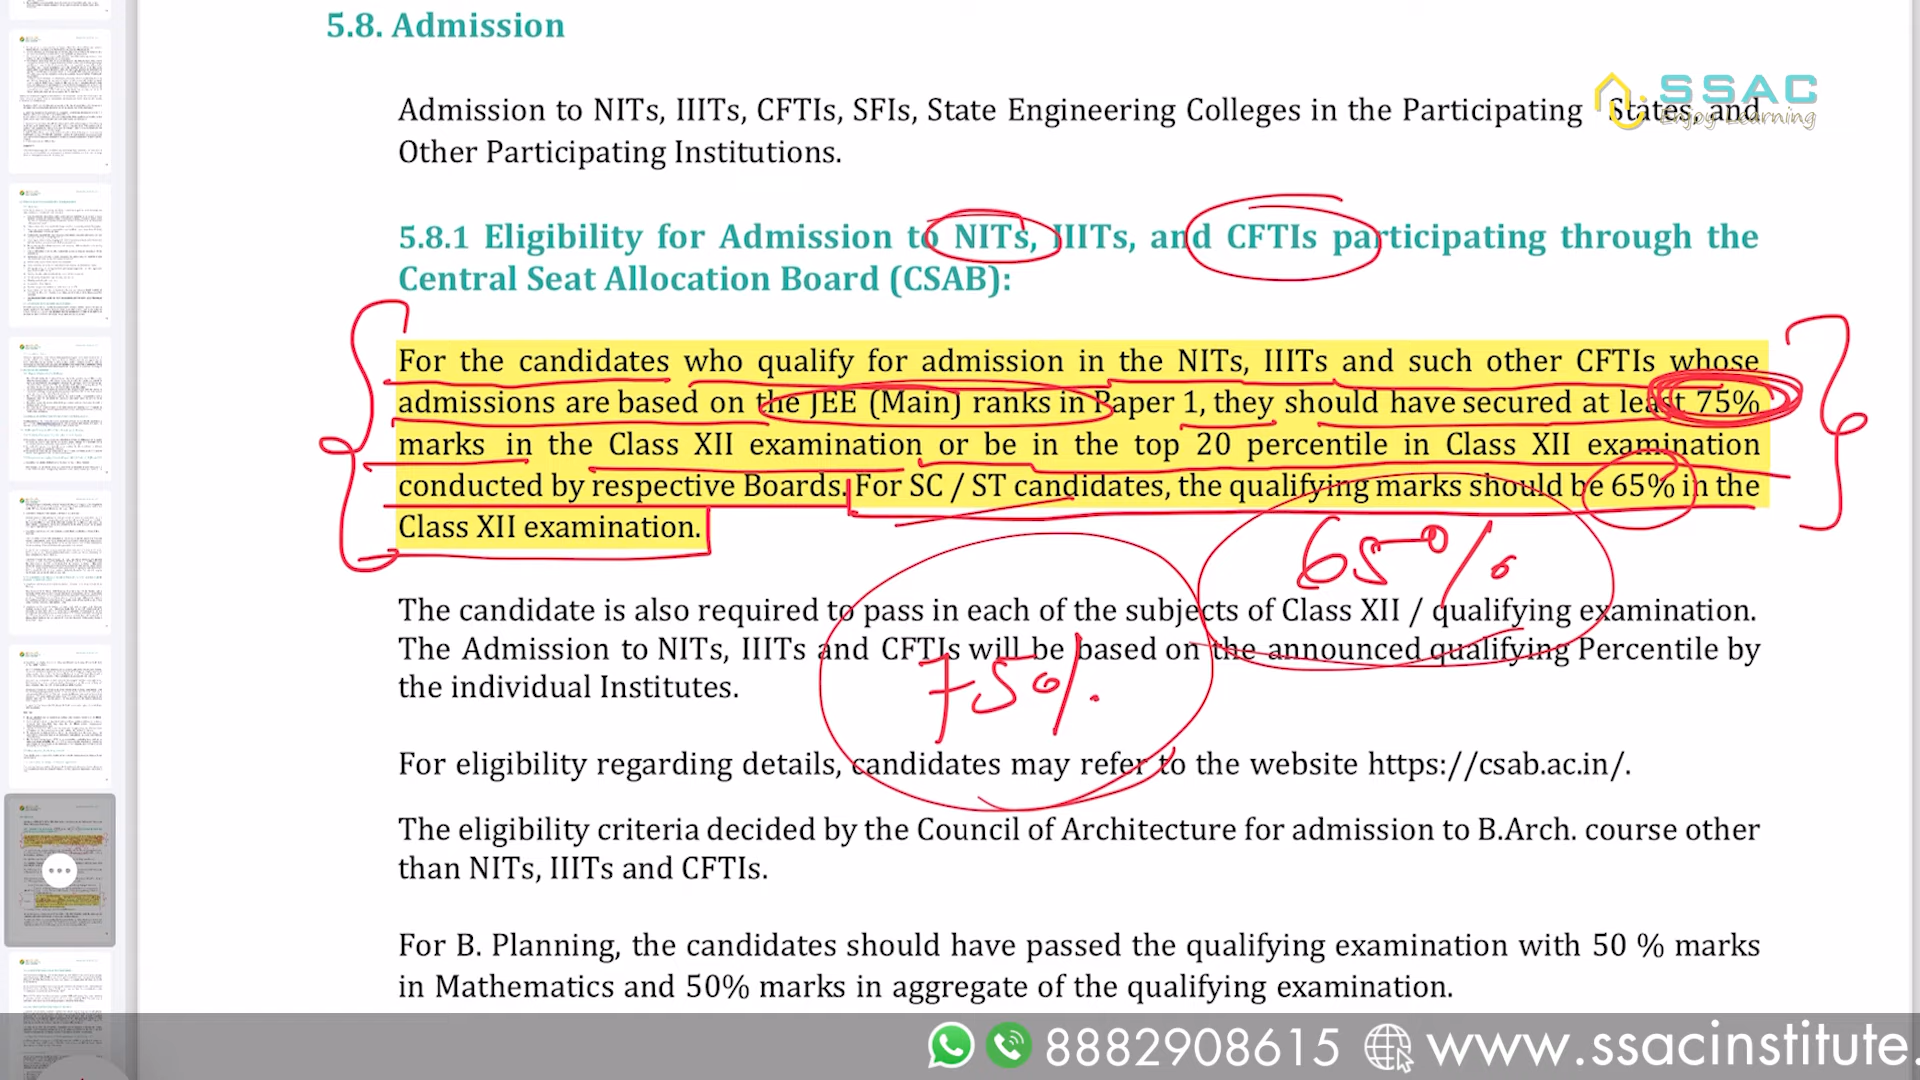 5.8. Admission
SSAC
Enjoy Learning
Admission to NITs, IIITs, CFTIs, SFIs, State Engineering Colleges in the Participating States, and
Other Participating Institutions.
5.8.1 Eligibility for Admission to NITs, IIITs, and CFTIs participating through the
Central Seat Allocation Board (CSAB):
For the candidates who qualify for admission in the NITs, IIITs and such other CFTIs whose
admissions are based on the JEE (Main) ranks in Paper 1, they should have secured at least 75%
marks in the Class XII examination or be in the top 20 percentile in Class XII examination
conducted by respective Boards. For SC / ST candidates, the qualifying marks should be 65% in the
Class XII examination.
65%
The candidate is also required to pass in each of the subjects of Class XII / qualifying examination.
The Admission to NITs, IIITs and CFTIs will be based on the announced qualifying Percentile by
the individual Institutes.
75%
For eligibility regarding details, candidates may refer to the website https://csab.ac.in/.
The eligibility criteria decided by the Council of Architecture for admission to B.Arch. course other
than NITs, IIITs and CFTIs.
For B. Planning, the candidates should have passed the qualifying examination with 50 % marks
in Mathematics and 50% marks in aggregate of the qualifying examination.
8882908615 www.ssacinstitute.